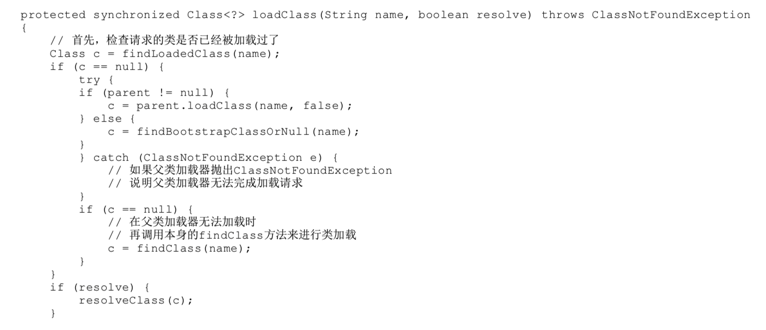 protected synchronized Class<?> loadClass(String name, boolean resolve) throws ClassNotFoundException
{
    // 首先，检查请求的类是否已经被加载过了
    Class c = findLoadedClass(name);
    if (c == null) {
        try {
        if (parent != null) {
            c = parent.loadClass(name, false);
        } else {
            c = findBootstrapClassOrNull(name);
        }
        } catch (ClassNotFoundException e) {
            // 如果父类加载器抛出ClassNotFoundException
            // 说明父类加载器无法完成加载请求
        }
        if (c == null) {
            // 在父类加载器无法加载时
            // 再调用本身的findClass方法来进行类加载
            c = findClass(name);
        }
    }
    if (resolve) {
        resolveClass(c);
    }